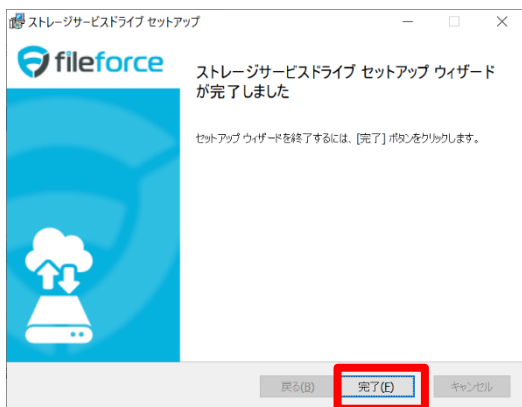 ストレージサービスドライブ セットアップ
fileforce
ストレージサービスドライブ セットアップ ウィザード
が完了しました
セットアップ ウィザードを終了するには、[完了] ボタンをクリックします。
戻る(B) 完了(F) キャンセル